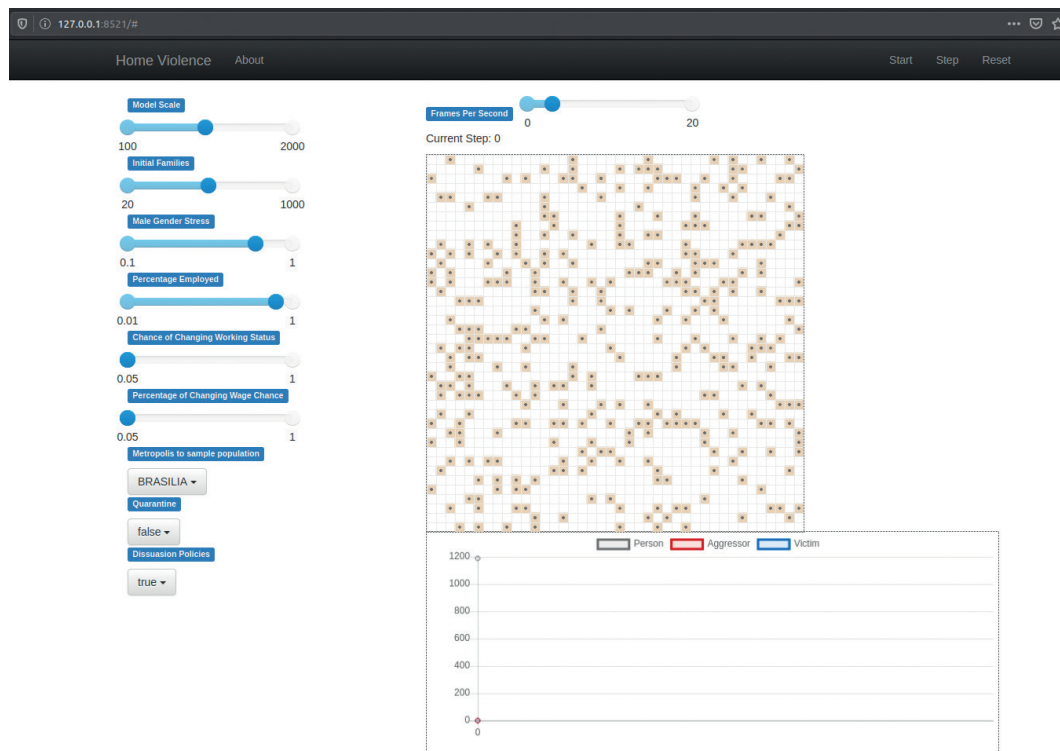 127.0.0.1:8521/#
Home Violence About Start Step Reset
Model Scale
100 2000
Initial Families
20 1000
Male Gender Stress
0.1 1
Percentage Employed
0.01 1
Chance of Changing Working Status
0.05 1
Percentage of Changing Wage Chance
0.05 1
Metropolis to sample population
BRASILIA
Quarantine
false
Dissuasion Policies
true
Frames Per Second
0 20
Current Step: 0
Person Aggressor Victim
1200
1000
800
600
400
200
0
0